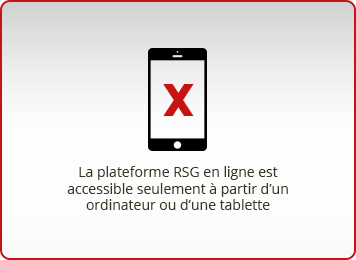 X
La plateforme RSG en ligne est
accessible seulement à partir d’un
ordinateur ou d’une tablette